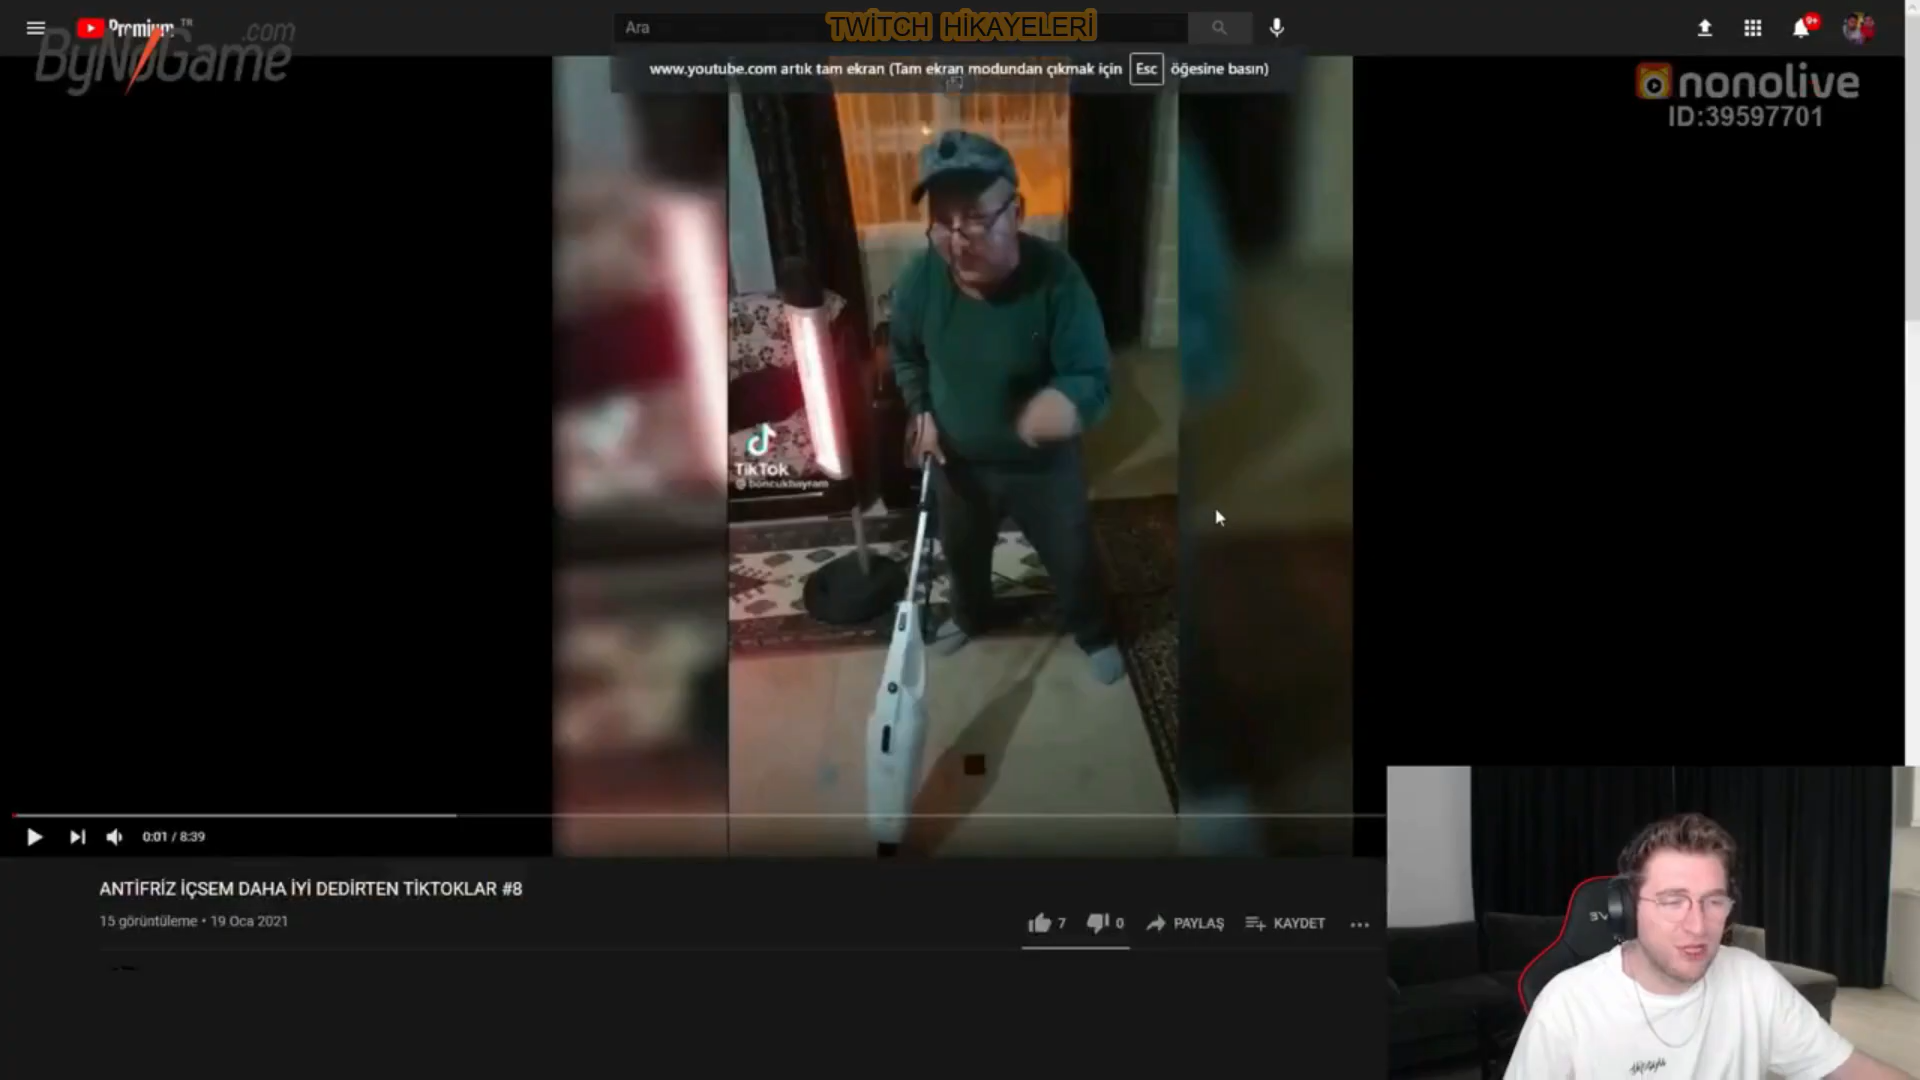 Premium TR
ByNoGame.com
Ara
TWİTCH HİKAYELERİ
9+
www.youtube.com artık tam ekran (Tam ekran modundan çıkmak için Esc öğesine basın)
nonolive
ID:39597701
TikTok
@boncukbayram
0:01 / 8:39
ANTİFRİZ İÇSEM DAHA İYİ DEDİRTEN TİKTOKLAR #8
15 görüntüleme • 19 Oca 2021
7
0
PAYLAŞ
KAYDET